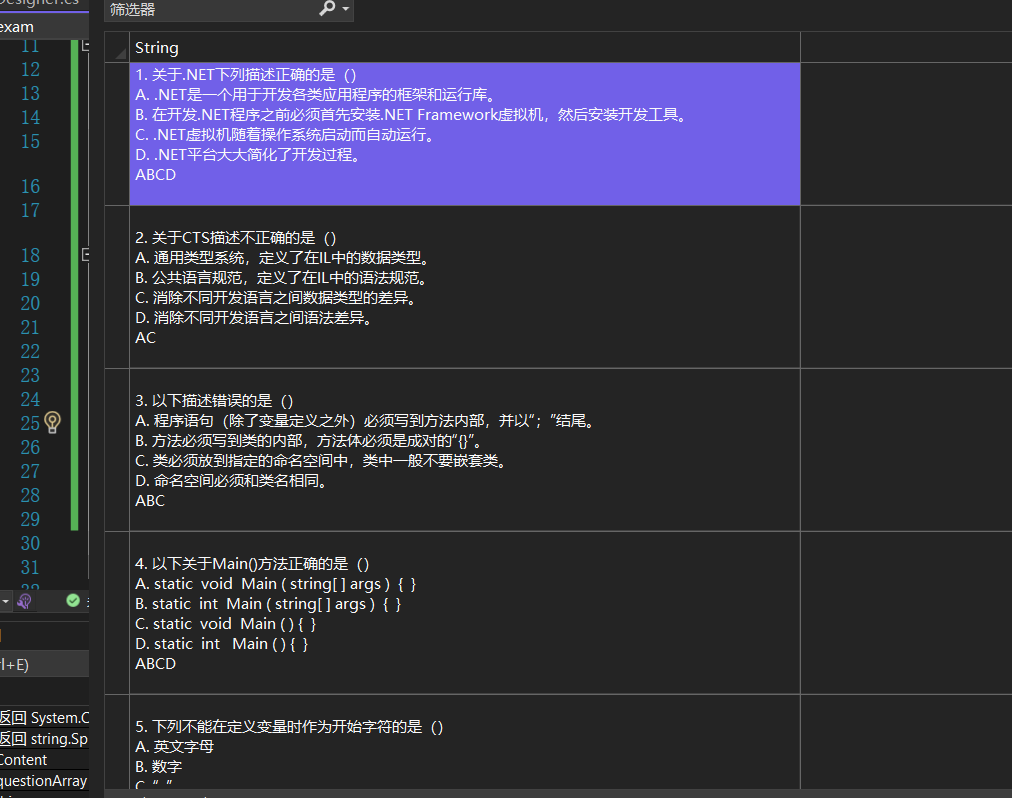 Designer.cs
exam
11
12
13
14
15
16
17
18
19
20
21
22
23
24
25
26
27
28
29
30
31
l+E)
返回 System.C
返回 string.Sp
Content
questionArray
筛选器
String
1. 关于.NET下列描述正确的是（）
A. .NET是一个用于开发各类应用程序的框架和运行库。
B. 在开发.NET程序之前必须首先安装.NET Framework虚拟机，然后安装开发工具。
C. .NET虚拟机随着操作系统启动而自动运行。
D. .NET平台大大简化了开发过程。
ABCD
2. 关于CTS描述不正确的是（）
A. 通用类型系统，定义了在IL中的数据类型。
B. 公共语言规范，定义了在IL中的语法规范。
C. 消除不同开发语言之间数据类型的差异。
D. 消除不同开发语言之间语法差异。
AC
3. 以下描述错误的是（）
A. 程序语句（除了变量定义之外）必须写到方法内部，并以“；”结尾。
B. 方法必须写到类的内部，方法体必须是成对的“{}”。
C. 类必须放到指定的命名空间中，类中一般不要嵌套类。
D. 命名空间必须和类名相同。
ABC
4. 以下关于Main()方法正确的是（）
A. static  void  Main ( string[ ] args )  {  }
B. static  int  Main ( string[ ] args )  {  }
C. static  void  Main ( ) {  }
D. static  int   Main ( ) {  }
ABCD
5. 下列不能在定义变量时作为开始字符的是（）
A. 英文字母
B. 数字